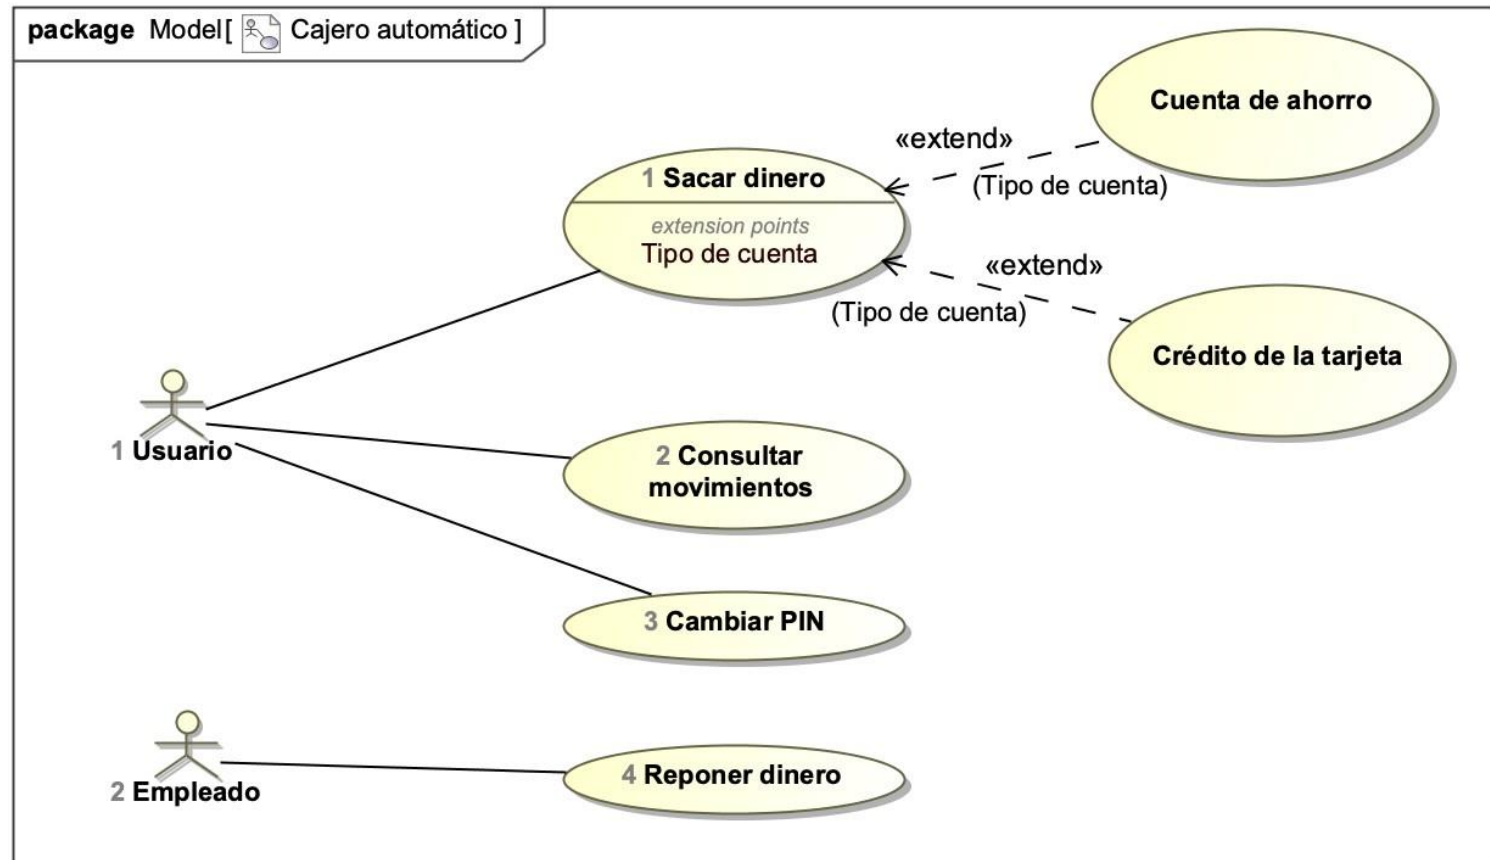 package Model[ Cajero automático ]
Cuenta de ahorro
«extend»
(Tipo de cuenta)
1 Sacar dinero
extension points
Tipo de cuenta
«extend»
(Tipo de cuenta)
Crédito de la tarjeta
1 Usuario
2 Consultar
movimientos
3 Cambiar PIN
2 Empleado
4 Reponer dinero